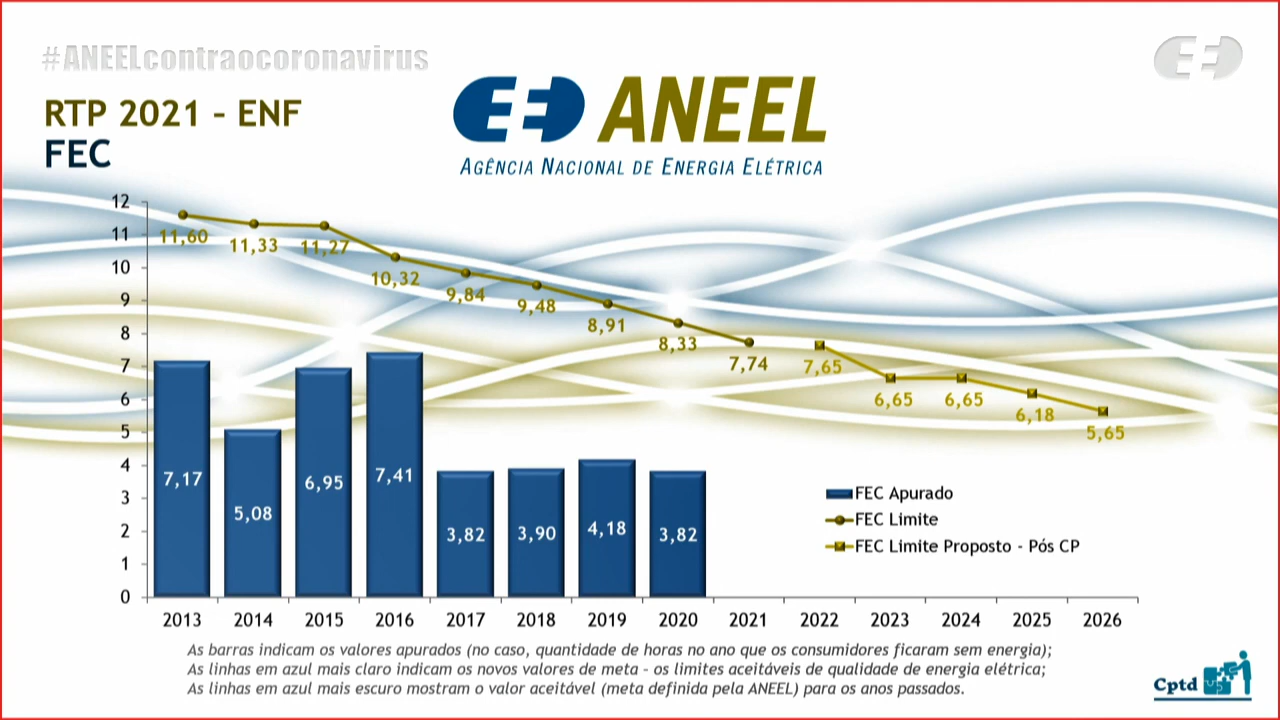 #ANEELcontraocoronavirus
RTP 2021 – ENF
FEC
ANEEL
AGÊNCIA NACIONAL DE ENERGIA ELÉTRICA
12
11
10
9
8
7
6
5
4
3
2
1
0
11,60
11,33
11,27
10,32
9,84
9,48
8,91
8,33
7,74
7,65
6,65
6,65
6,18
5,65
7,17
5,08
6,95
7,41
3,82
3,90
4,18
3,82
FEC Apurado
FEC Limite
FEC Limite Proposto - Pós CP
2013 2014 2015 2016 2017 2018 2019 2020 2021 2022 2023 2024 2025 2026
As barras indicam os valores apurados (no caso, quantidade de horas no ano que os consumidores ficaram sem energia);
As linhas em azul mais claro indicam os novos valores de meta – os limites aceitáveis de qualidade de energia elétrica;
As linhas em azul mais escuro mostram o valor aceitável (meta definida pela ANEEL) para os anos passados.
Cptd